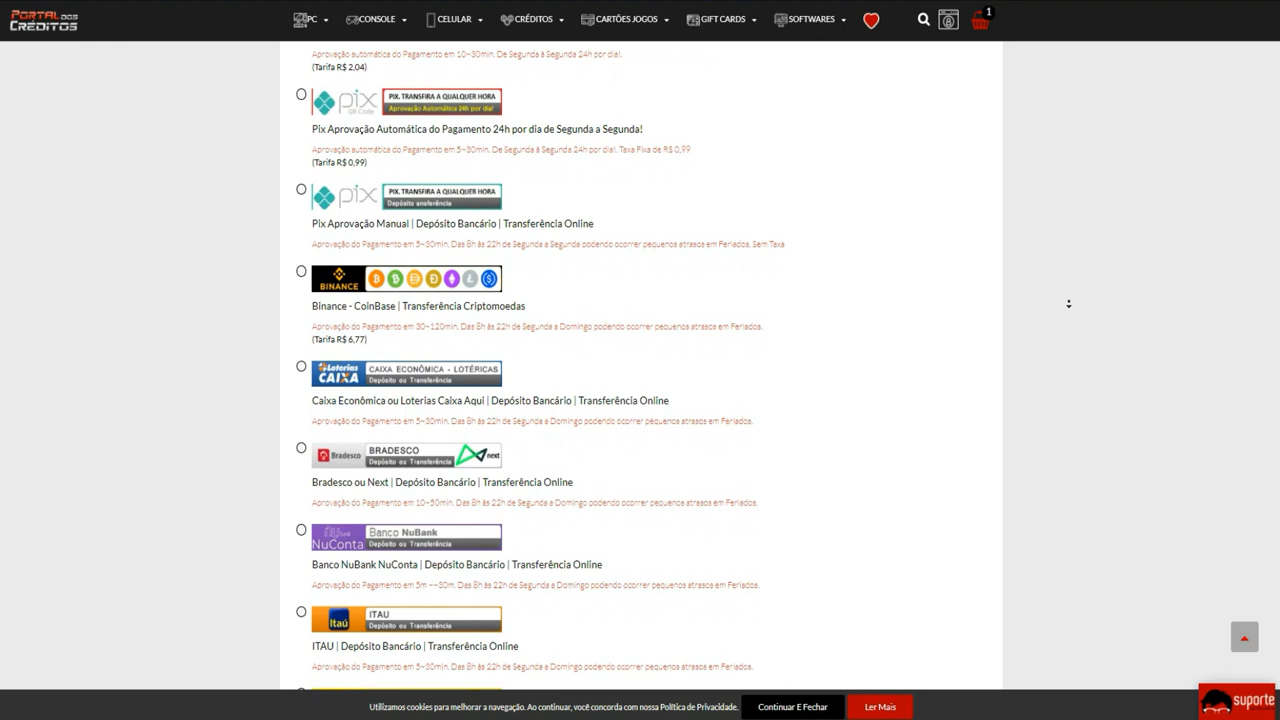 PORTAL DOS CRÉDITOS
PC
CONSOLE
CELULAR
CRÉDITOS
CARTÕES JOGOS
GIFT CARDS
SOFTWARES
1
Aprovação automática do Pagamento em 10~30min. De Segunda à Segunda 24h por dia!.
(Tarifa R$ 2,04)
pix
QR Code
PIX. TRANSFIRA A QUALQUER HORA
Aprovação Automática 24h por dia!
Pix Aprovação Automática do Pagamento 24h por dia de Segunda a Segunda!
Aprovação automática do Pagamento em 5~30min. De Segunda à Segunda 24h por dia!. Taxa Fixa de R$ 0,99
(Tarifa R$ 0,99)
pix
PIX. TRANSFIRA A QUALQUER HORA
Depósito ansferência
Pix Aprovação Manual | Depósito Bancário | Transferência Online
Aprovação do Pagamento em 5~30min. Das 8h às 22h de Segunda a Segunda podendo ocorrer pequenos atrasos em Feriados. Sem Taxa
BINANCE
Binance - CoinBase | Transferência Criptomoedas
Aprovação do Pagamento em 30~120min. Das 8h às 22h de Segunda a Domingo podendo ocorrer pequenos atrasos em Feriados.
(Tarifa R$ 6,77)
Loterias CAIXA
CAIXA ECONÔMICA - LOTÉRICAS
Depósito ou Transferência
Caixa Econômica ou Loterias Caixa Aqui | Depósito Bancário | Transferência Online
Aprovação do Pagamento em 5~30min. Das 8h às 22h de Segunda a Domingo podendo ocorrer pequenos atrasos em Feriados.
Bradesco
BRADESCO
Depósito ou Transferência
next
Bradesco ou Next | Depósito Bancário | Transferência Online
Aprovação do Pagamento em 10~50min. Das 8h às 22h de Segunda a Domingo podendo ocorrer pequenos atrasos em Feriados.
NuConta
Banco NuBank
Depósito ou Transferência
Banco NuBank NuConta | Depósito Bancário | Transferência Online
Aprovação do Pagamento em 5m ~~30m. Das 8h às 22h de Segunda a Domingo podendo ocorrer pequenos atrasos em Feriados.
Itaú
ITAU
Depósito ou Transferência
ITAU | Depósito Bancário | Transferência Online
Aprovação do Pagamento em 5~30min. Das 8h às 22h de Segunda a Domingo podendo ocorrer pequenos atrasos em Feriados.
Utilizamos cookies para melhorar a navegação. Ao continuar, você concorda com nossa Política de Privacidade.
Continuar E Fechar
Ler Mais
suporte